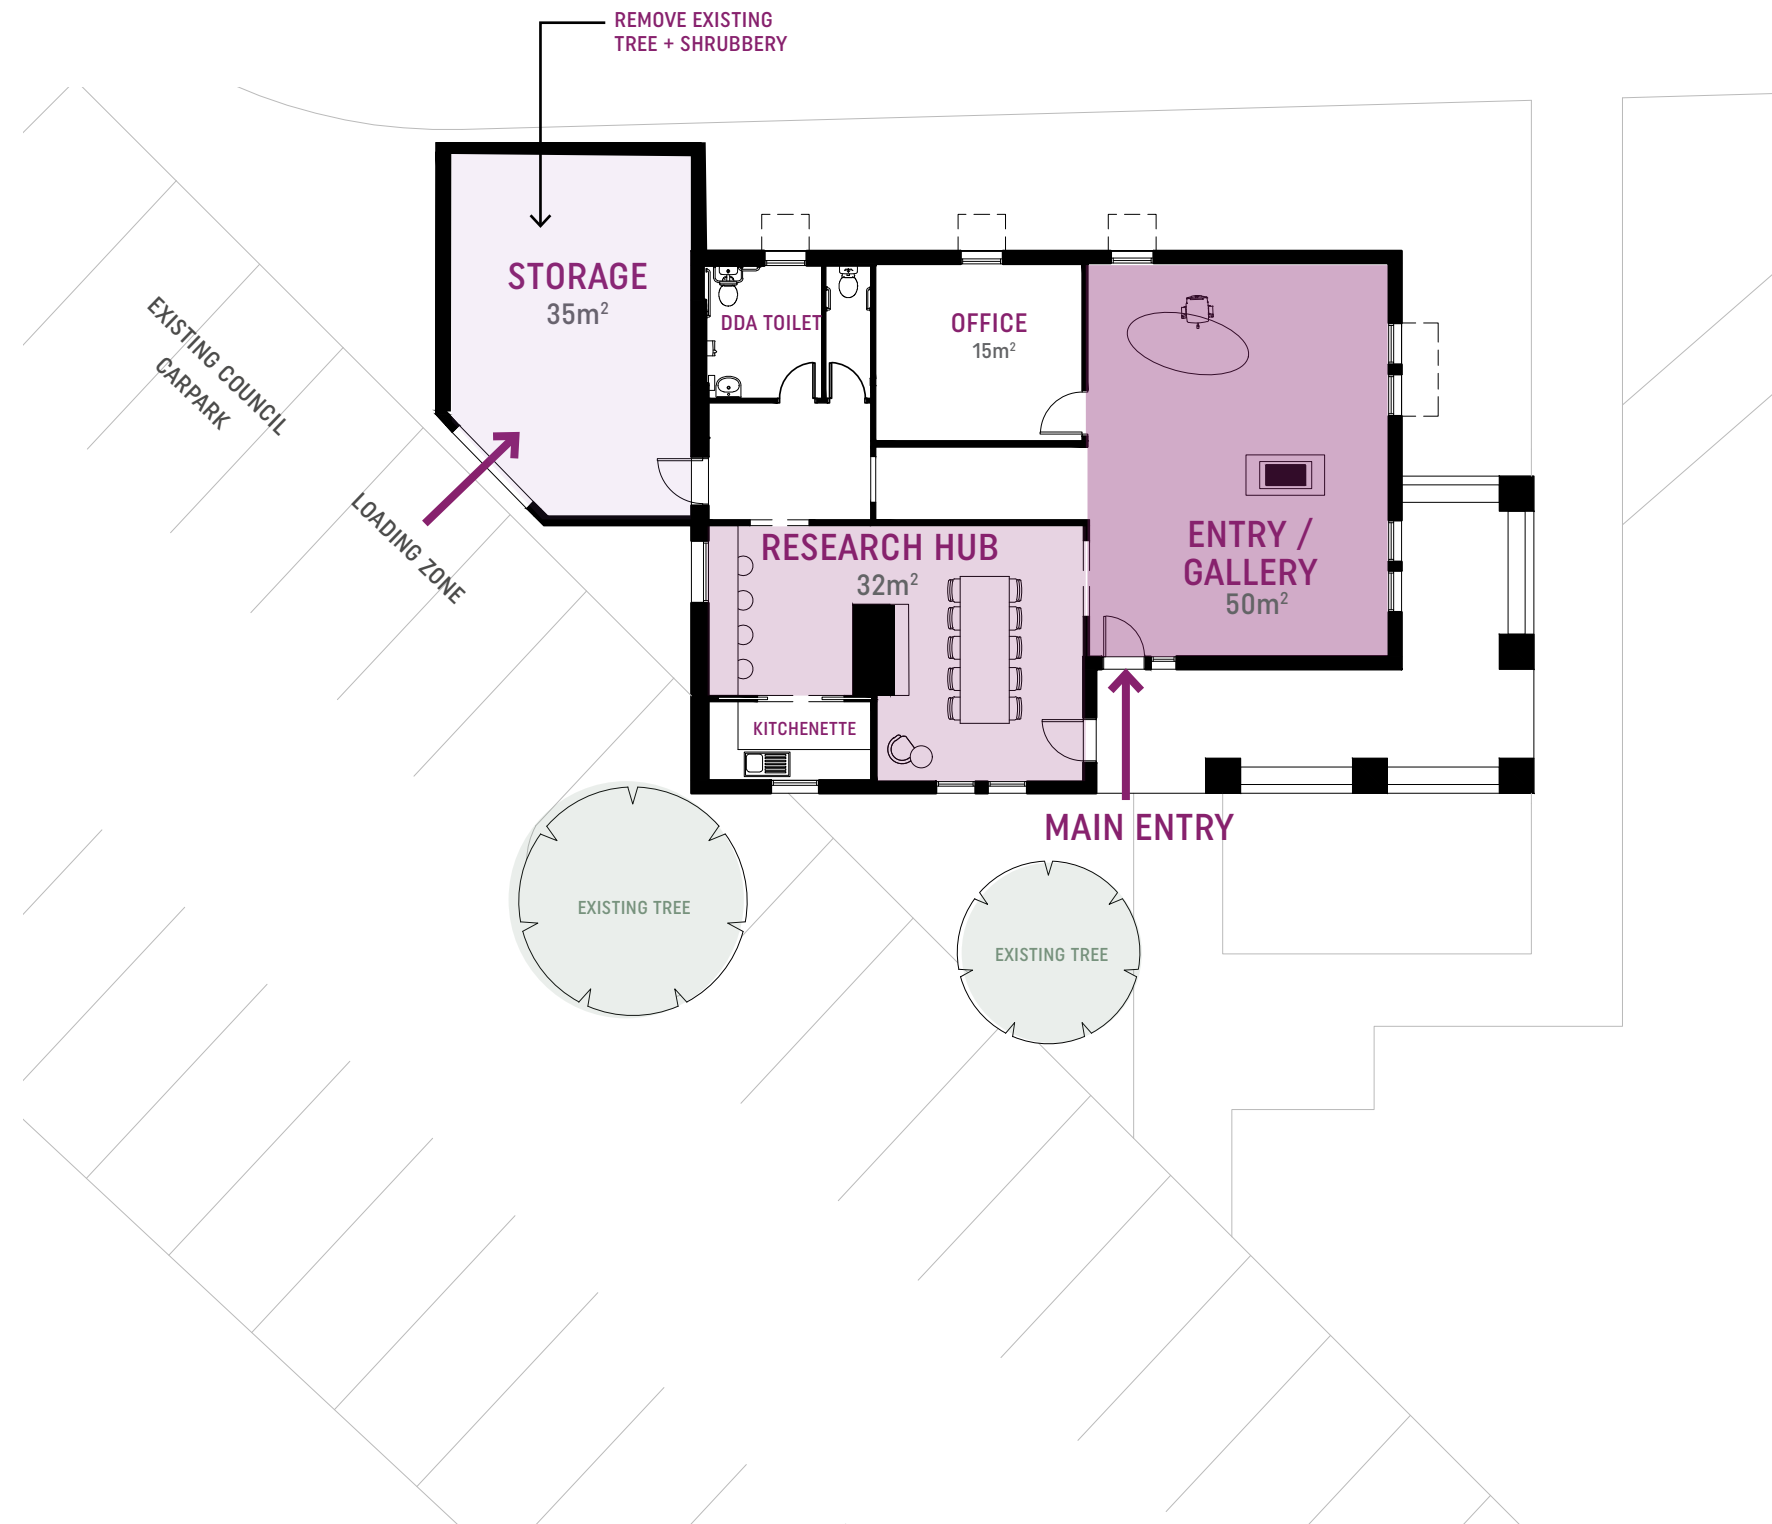 REMOVE EXISTING
TREE + SHRUBBERY
STORAGE
35m²
DDA TOILET
OFFICE
15m²
EXISTING COUNCIL
CARPARK
LOADING ZONE
RESEARCH HUB
32m²
ENTRY /
GALLERY
50m²
KITCHENETTE
MAIN ENTRY
EXISTING TREE
EXISTING TREE